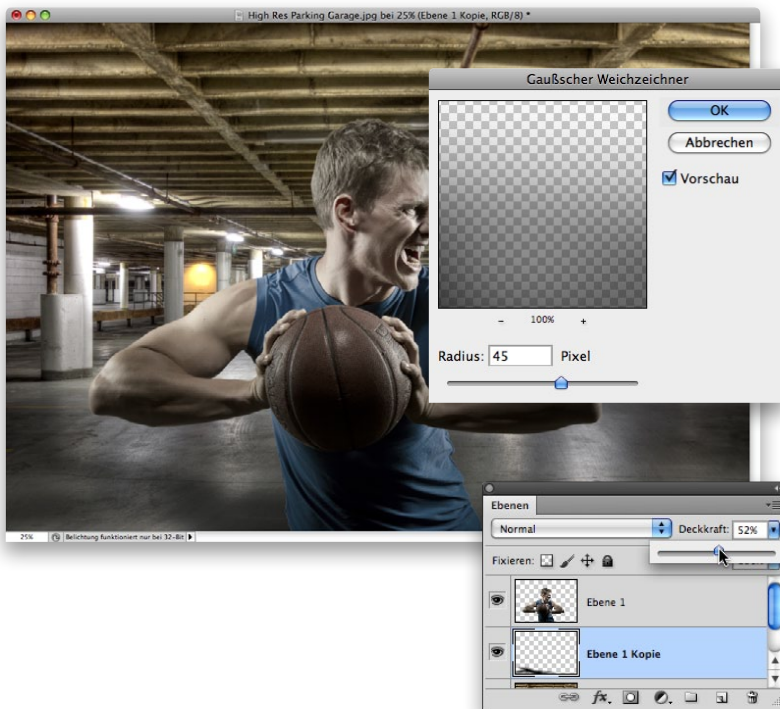 High Res Parking Garage.jpg bei 25% (Ebene 1 Kopie, RGB/8) *
Gaußscher Weichzeichner
OK
Abbrechen
Vorschau
− 100% +
Radius: 45 Pixel
25% Belichtung funktioniert nur bei 32-Bit
Ebenen
Normal Deckkraft: 52%
Fixieren:
Ebene 1
Ebene 1 Kopie
fx.